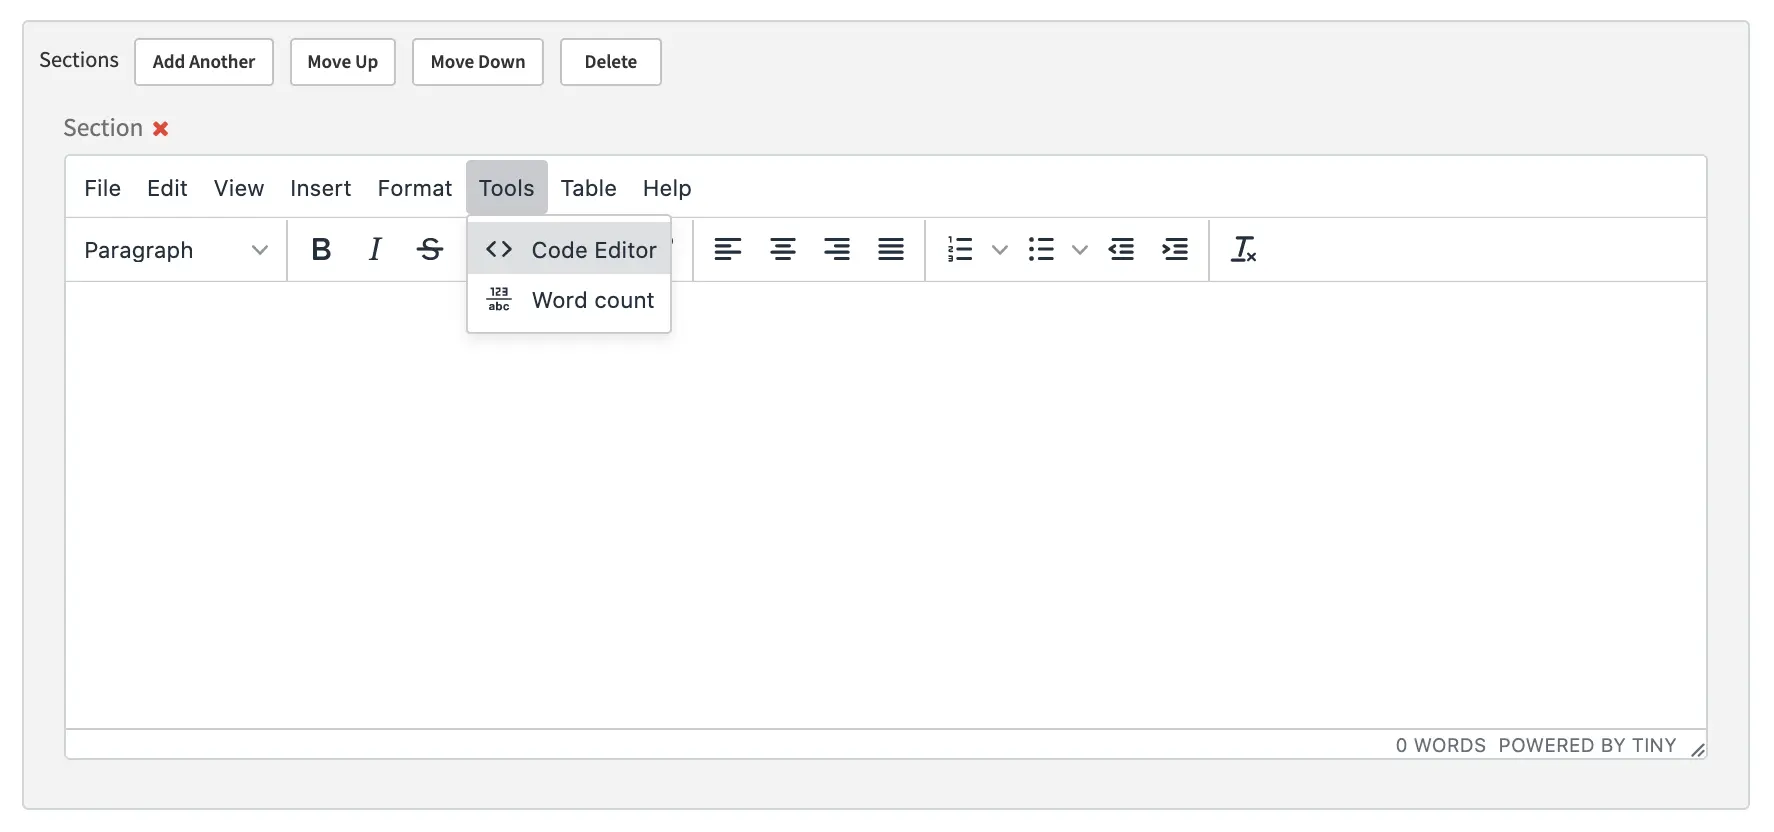 Sections Add Another Move Up Move Down Delete
Section
File Edit View Insert Format Tools Table Help
Paragraph B I S Code Editor
123 abc Word count
0 WORDS POWERED BY TINY